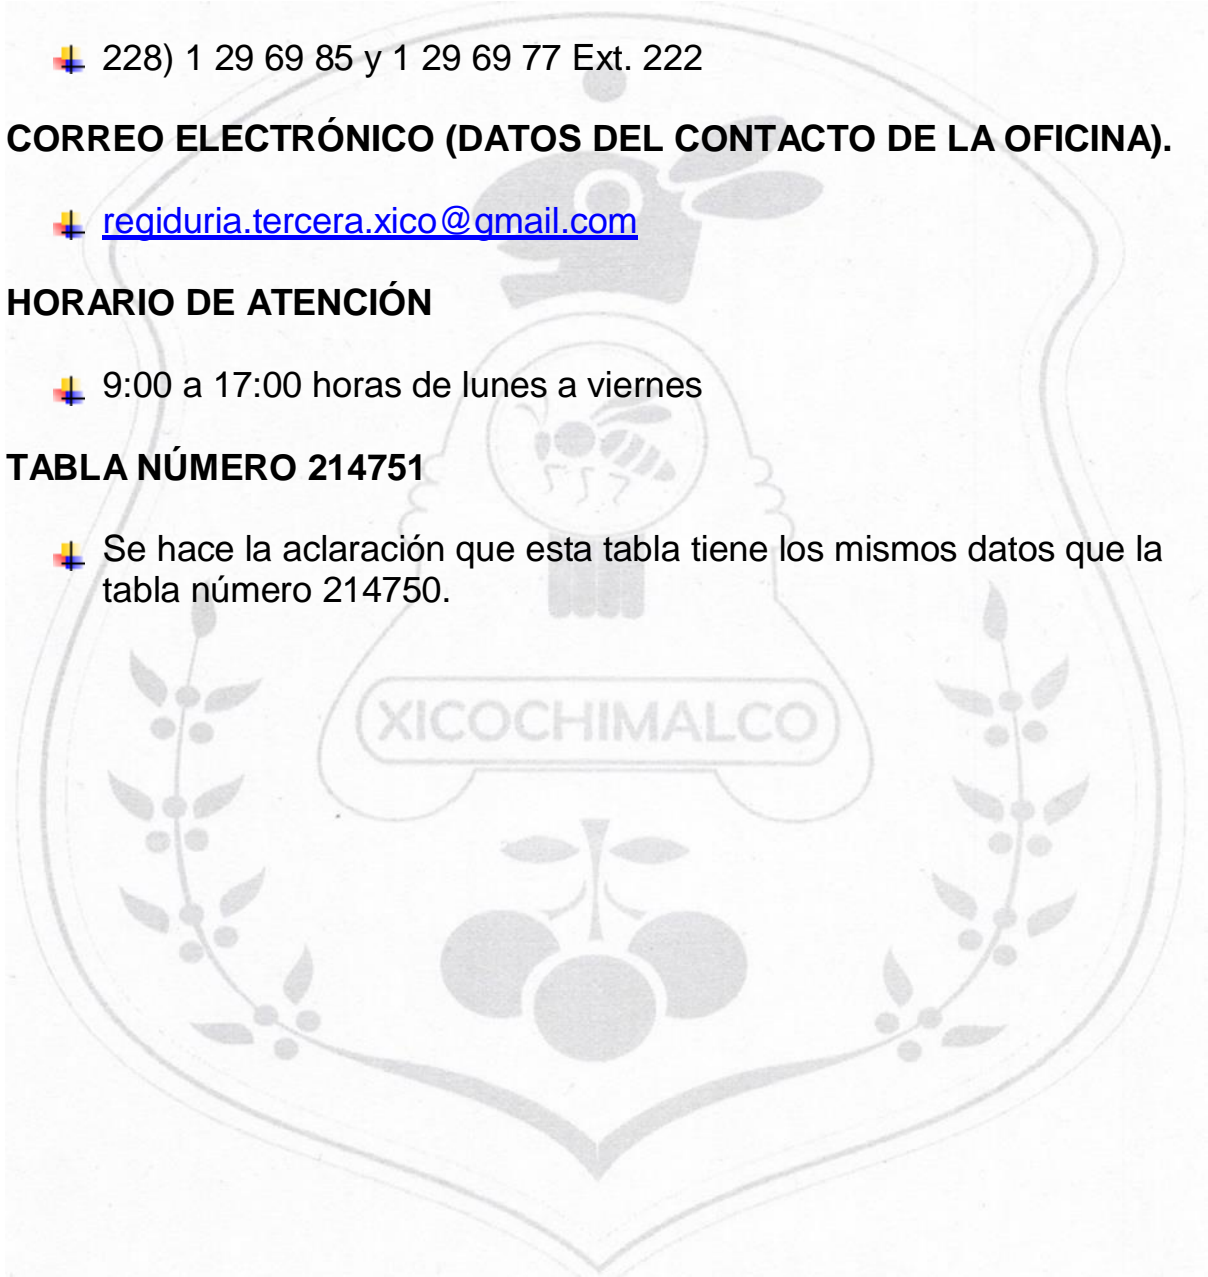 228) 1 29 69 85 y 1 29 69 77 Ext. 222
CORREO ELECTRÓNICO (DATOS DEL CONTACTO DE LA OFICINA).
regiduria.tercera.xico@gmail.com
HORARIO DE ATENCIÓN
9:00 a 17:00 horas de lunes a viernes
TABLA NÚMERO 214751
Se hace la aclaración que esta tabla tiene los mismos datos que la
tabla número 214750.
XICOCHIMALCO